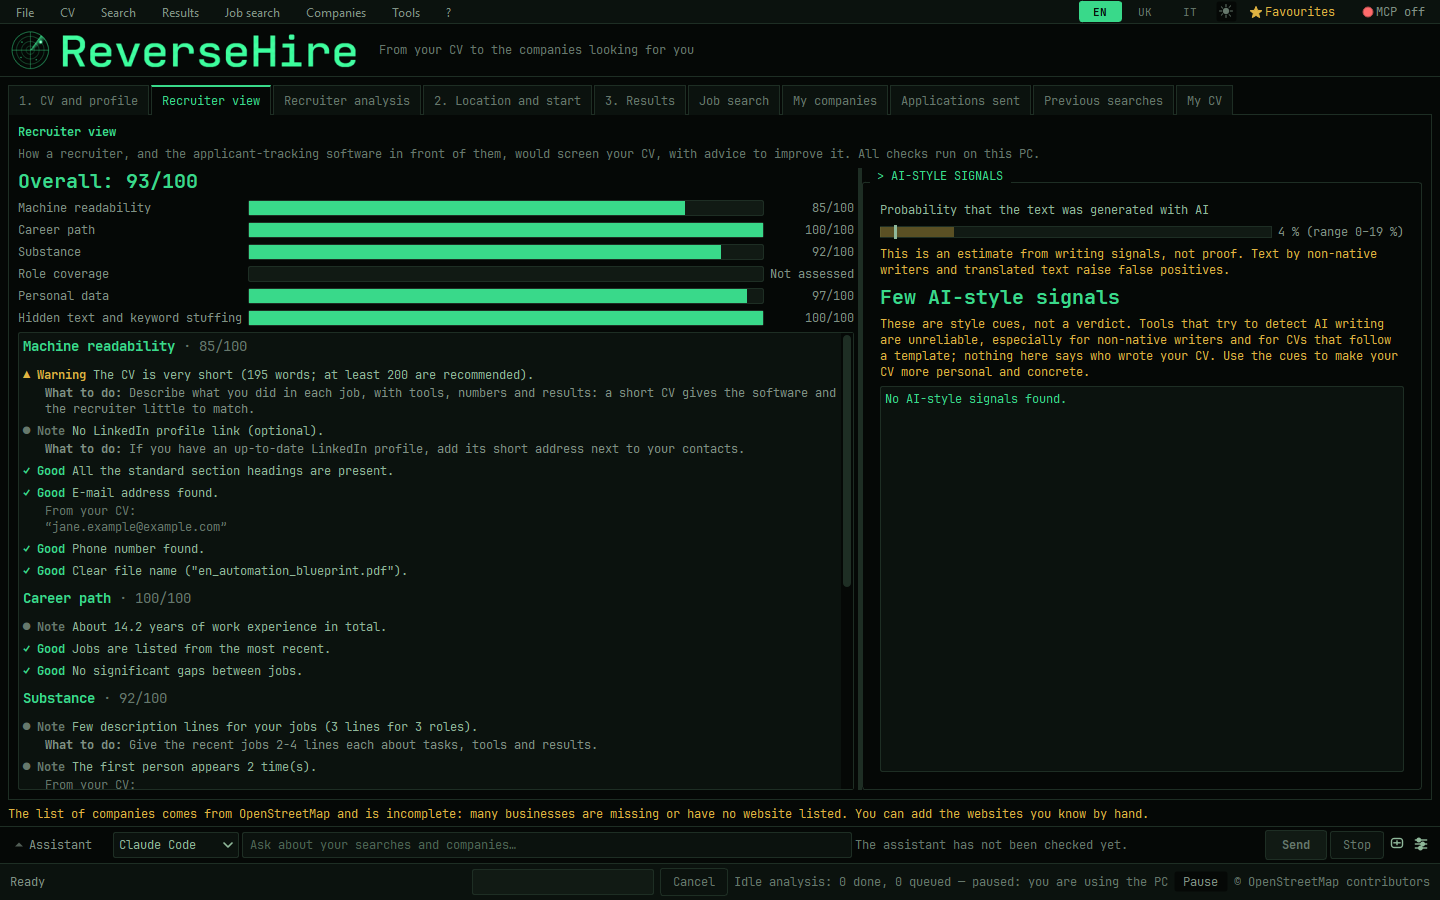 File CV Search Results Job search Companies Tools ?
EN UK IT Favourites MCP off
ReverseHire From your CV to the companies looking for you
1. CV and profile Recruiter view Recruiter analysis 2. Location and start 3. Results Job search My companies Applications sent Previous searches My CV
Recruiter view
How a recruiter, and the applicant-tracking software in front of them, would screen your CV, with advice to improve it. All checks run on this PC.
Overall: 93/100
Machine readability 85/100
Career path 100/100
Substance 92/100
Role coverage Not assessed
Personal data 97/100
Hidden text and keyword stuffing 100/100
Machine readability · 85/100
▲ Warning The CV is very short (195 words; at least 200 are recommended).
What to do: Describe what you did in each job, with tools, numbers and results: a short CV gives the software and
the recruiter little to match.
● Note No LinkedIn profile link (optional).
What to do: If you have an up-to-date LinkedIn profile, add its short address next to your contacts.
✓ Good All the standard section headings are present.
✓ Good E-mail address found.
From your CV:
“jane.example@example.com”
✓ Good Phone number found.
✓ Good Clear file name ("en_automation_blueprint.pdf").
Career path · 100/100
● Note About 14.2 years of work experience in total.
✓ Good Jobs are listed from the most recent.
✓ Good No significant gaps between jobs.
Substance · 92/100
● Note Few description lines for your jobs (3 lines for 3 roles).
What to do: Give the recent jobs 2-4 lines each about tasks, tools and results.
● Note The first person appears 2 time(s).
From your CV:
> AI-STYLE SIGNALS
Probability that the text was generated with AI
4 % (range 0–19 %)
This is an estimate from writing signals, not proof. Text by non-native
writers and translated text raise false positives.
Few AI-style signals
These are style cues, not a verdict. Tools that try to detect AI writing
are unreliable, especially for non-native writers and for CVs that follow
a template; nothing here says who wrote your CV. Use the cues to make your
CV more personal and concrete.
No AI-style signals found.
The list of companies comes from OpenStreetMap and is incomplete: many businesses are missing or have no website listed. You can add the websites you know by hand.
Assistant Claude Code Ask about your searches and companies… The assistant has not been checked yet. Send Stop
Ready Cancel Idle analysis: 0 done, 0 queued — paused: you are using the PC Pause © OpenStreetMap contributors